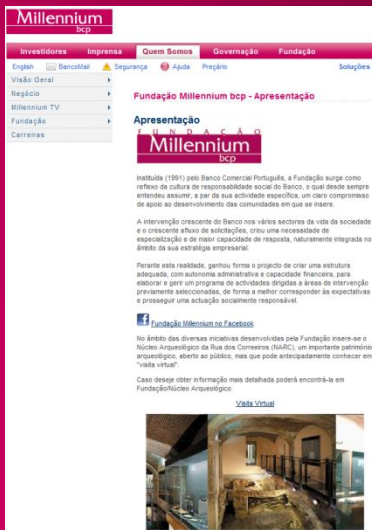 Millennium
bcp
Investidores Imprensa Quem Somos Governação Fundação
English BancoMail Segurança Ajuda Preçário Soluções
Visão Geral
Negócio
Millennium TV
Fundação
Carreiras
Fundação Millennium bcp - Apresentação
Apresentação
FUNDAÇÃO
Millennium
bcp
Instituída (1991) pelo Banco Comercial Português, a Fundação surge como
reflexo da cultura de responsabilidade social do Banco, o qual desde sempre
entendeu assumir, a par da sua actividade específica, um claro compromisso
de apoio ao desenvolvimento das comunidades em que se insere.
A intervenção crescente do Banco nos vários sectores da vida da sociedade
e o crescente afluxo de solicitações, criou uma necessidade de
especialização e de maior capacidade de resposta, naturalmente integrada no
âmbito da sua estratégia empresarial.
Perante esta realidade, ganhou forma o projecto de criar uma estrutura
adequada, com autonomia administrativa e capacidade financeira, para
elaborar e gerir um programa de actividades dirigidas a áreas de intervenção
previamente seleccionadas, de forma a melhor corresponder às expectativas
e prosseguir uma actuação socialmente responsável.
Fundação Millennium no Facebook
No âmbito das diversas iniciativas desenvolvidas pela Fundação insere-se o
Núcleo Arqueológico da Rua dos Correeiros (NARC), um importante património
arqueológico, aberto ao público, mas que pode antecipadamente conhecer em
"visita virtual".
Caso deseje obter informação mais detalhada poderá encontrá-la em
Fundação/Núcleo Arqueológico.
Visita Virtual